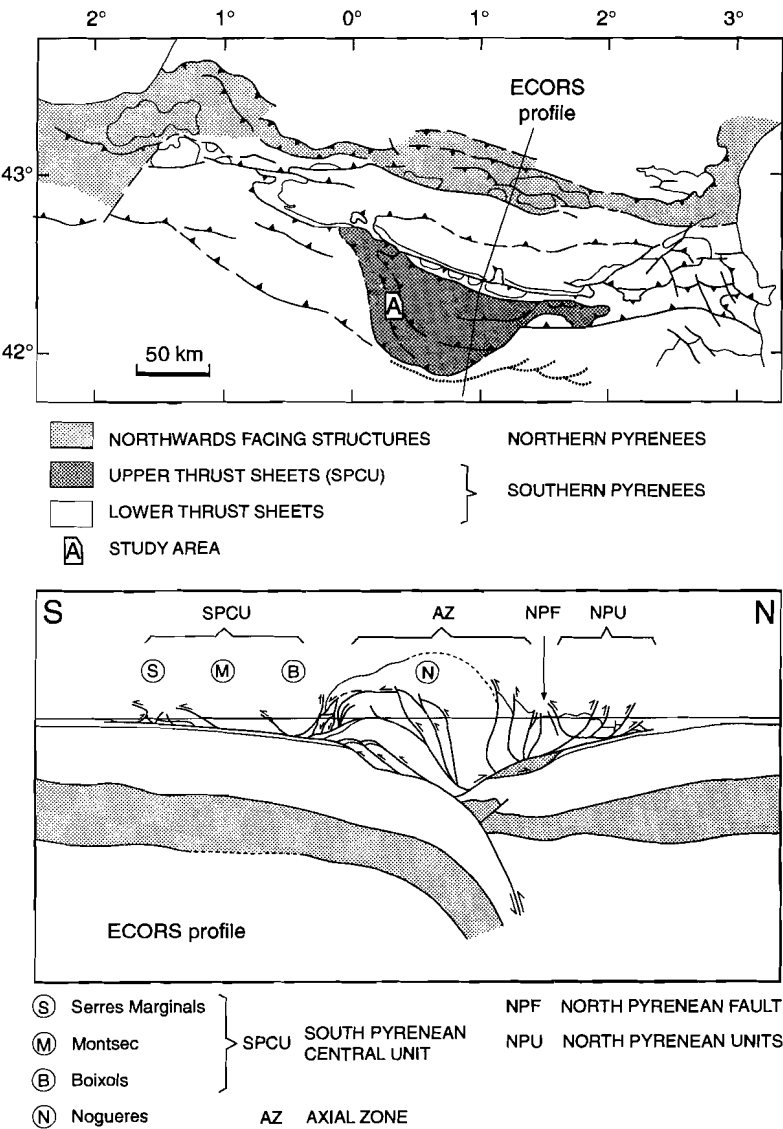 2° 1° 0° 1° 2° 3°
ECORS
profile
43°
A
42°
50 km
NORTHWARDS FACING STRUCTURES NORTHERN PYRENEES
UPPER THRUST SHEETS (SPCU)
SOUTHERN PYRENEES
LOWER THRUST SHEETS
A STUDY AREA
S SPCU AZ NPF NPU N
S M B N
ECORS profile
S Serres Marginals NPF NORTH PYRENEAN FAULT
M Montsec SPCU SOUTH PYRENEAN CENTRAL UNIT NPU NORTH PYRENEAN UNITS
B Boixols
N Nogueres AZ AXIAL ZONE